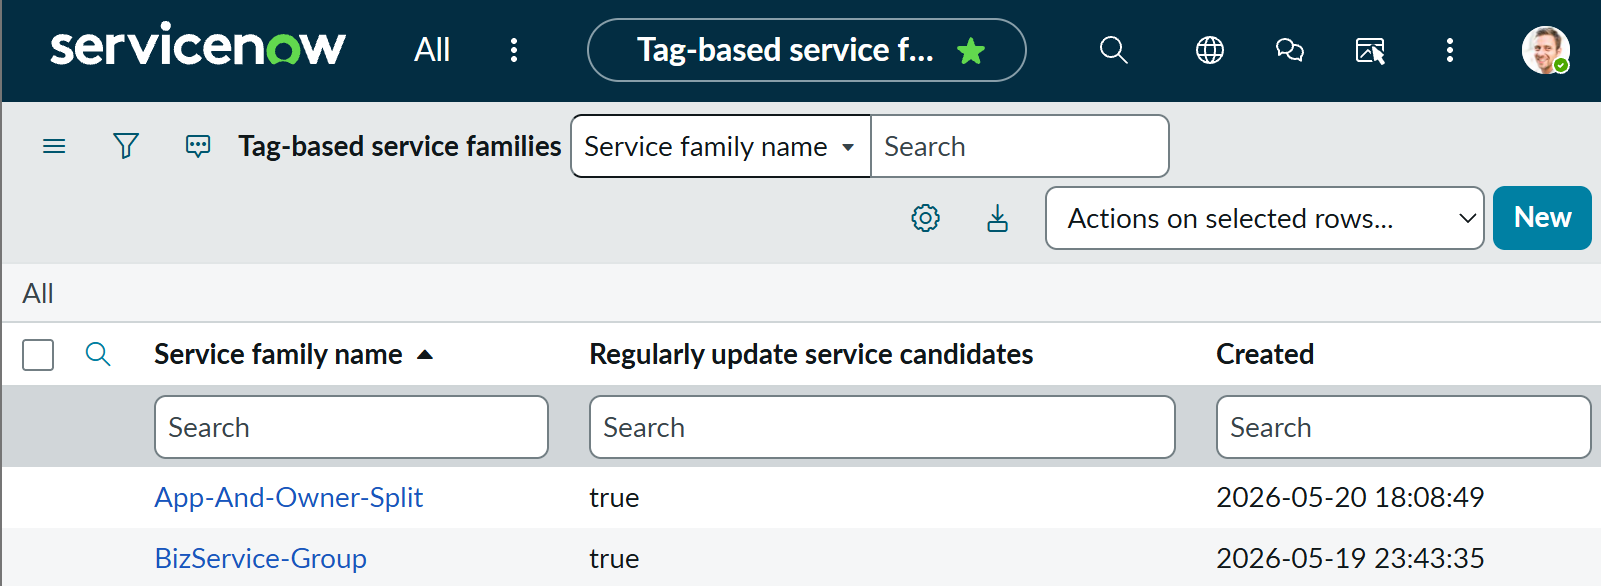 servicenow All Tag-based service f... 
Tag-based service families Service family name Search
Actions on selected rows... New
All
Service family name Regularly update service candidates Created
Search Search Search
App-And-Owner-Split true 2026-05-20 18:08:49
BizService-Group true 2026-05-19 23:43:35